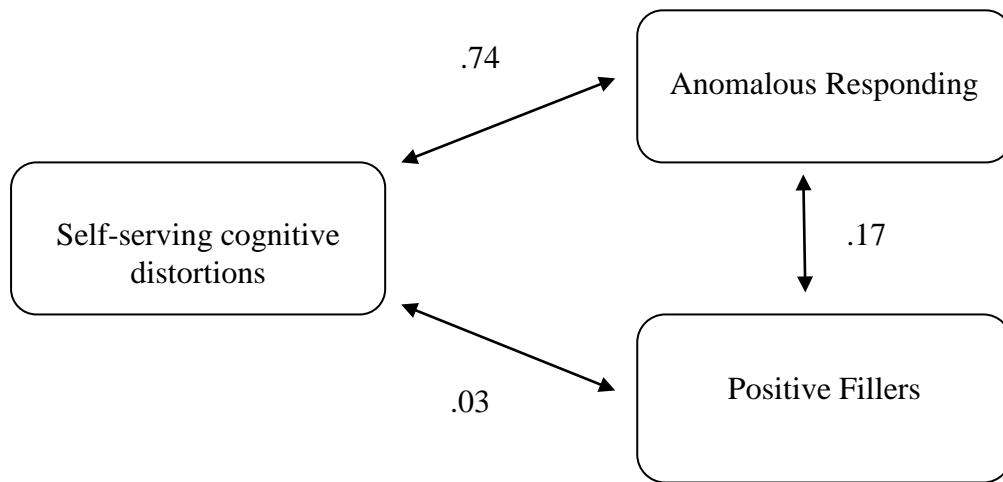 .74
Anomalous Responding
Self-serving cognitive
distortions
.17
.03
Positive Fillers